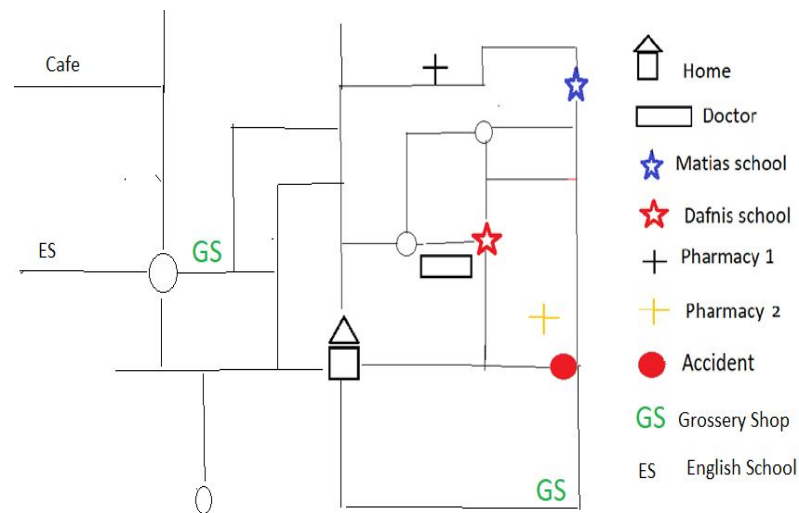 Cafe
ES
GS
GS
Home
Doctor
Matias school
Dafnis school
Pharmacy 1
Pharmacy 2
Accident
GS Grossery Shop
ES English School